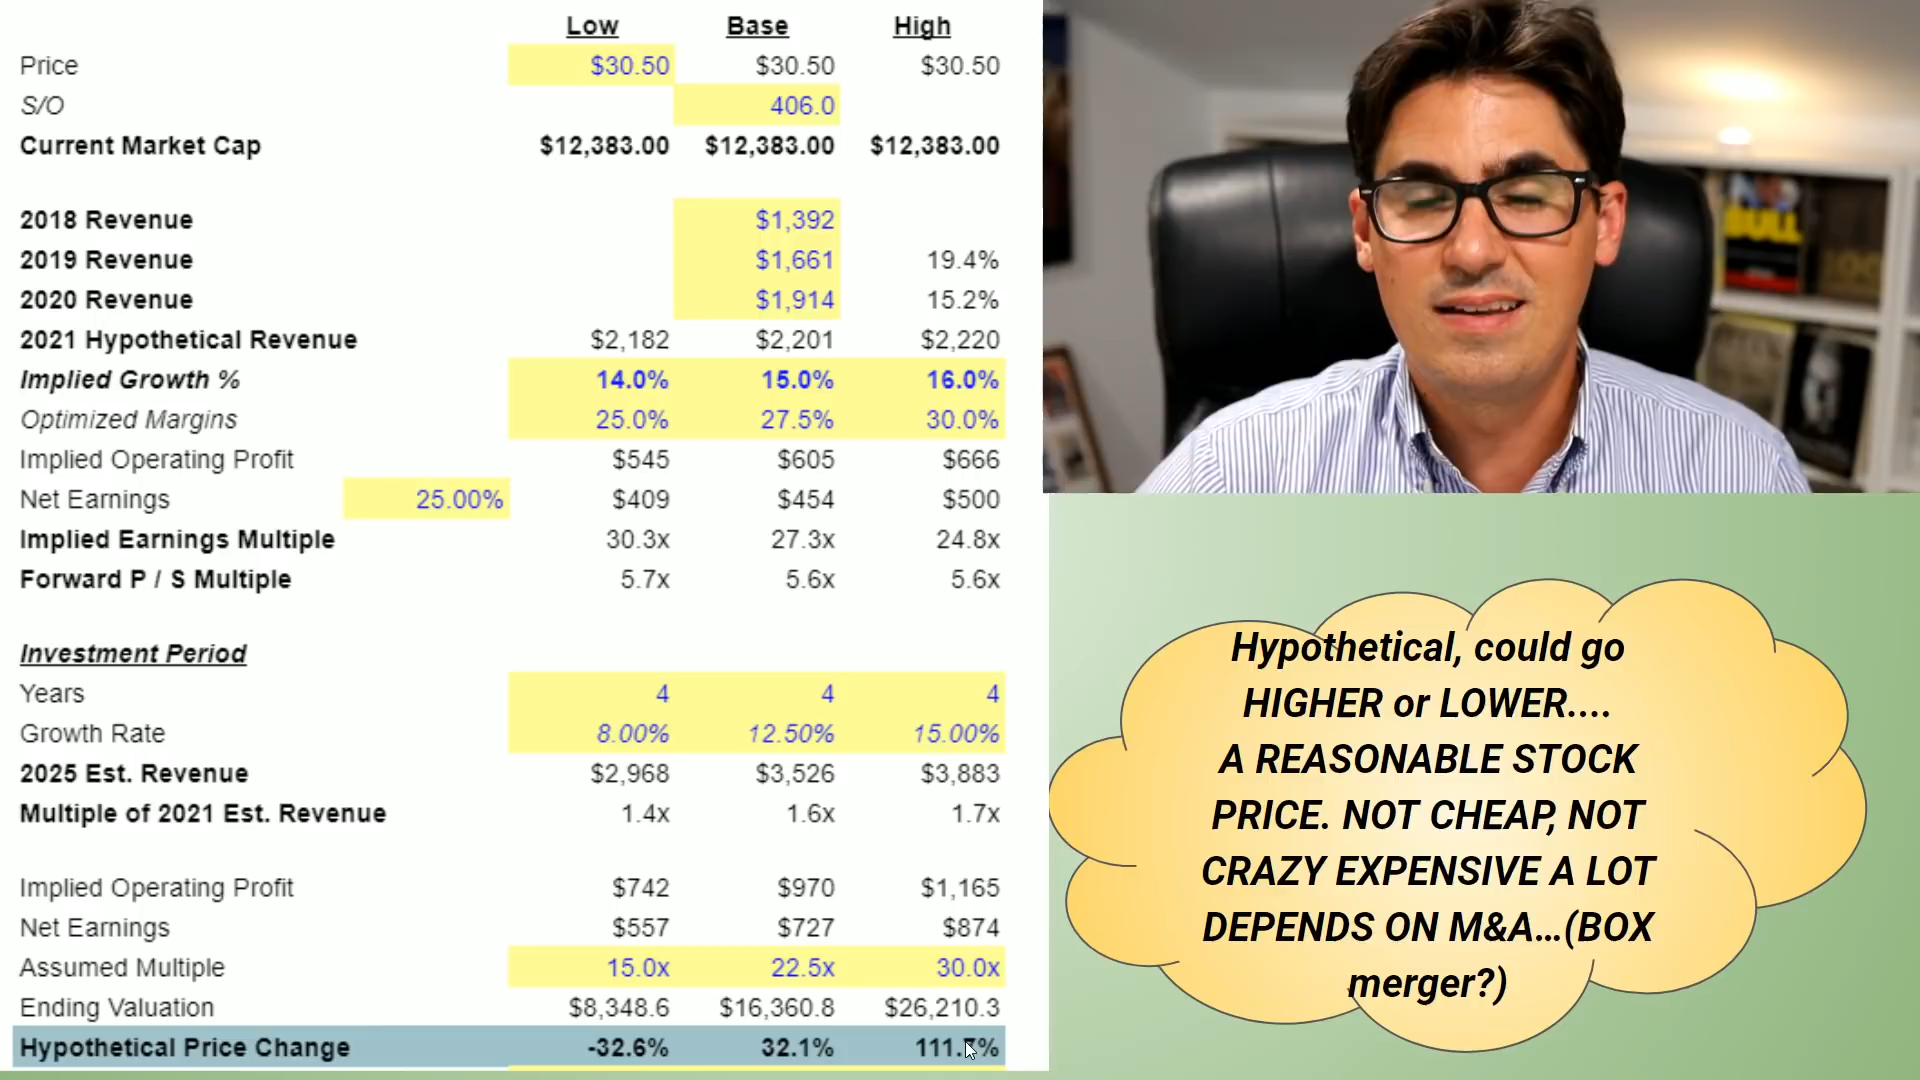 Low Base High
Price $30.50 $30.50 $30.50
S/O 406.0
Current Market Cap $12,383.00 $12,383.00 $12,383.00
2018 Revenue $1,392
2019 Revenue $1,661 19.4%
2020 Revenue $1,914 15.2%
2021 Hypothetical Revenue $2,182 $2,201 $2,220
Implied Growth % 14.0% 15.0% 16.0%
Optimized Margins 25.0% 27.5% 30.0%
Implied Operating Profit $545 $605 $666
Net Earnings 25.00% $409 $454 $500
Implied Earnings Multiple 30.3x 27.3x 24.8x
Forward P / S Multiple 5.7x 5.6x 5.6x
Investment Period
Years 4 4 4
Growth Rate 8.00% 12.50% 15.00%
2025 Est. Revenue $2,968 $3,526 $3,883
Multiple of 2021 Est. Revenue 1.4x 1.6x 1.7x
Implied Operating Profit $742 $970 $1,165
Net Earnings $557 $727 $874
Assumed Multiple 15.0x 22.5x 30.0x
Ending Valuation $8,348.6 $16,360.8 $26,210.3
Hypothetical Price Change -32.6% 32.1% 111.7%
BULL
Hypothetical, could go
HIGHER or LOWER....
A REASONABLE STOCK
PRICE. NOT CHEAP, NOT
CRAZY EXPENSIVE A LOT
DEPENDS ON M&A...(BOX
merger?)